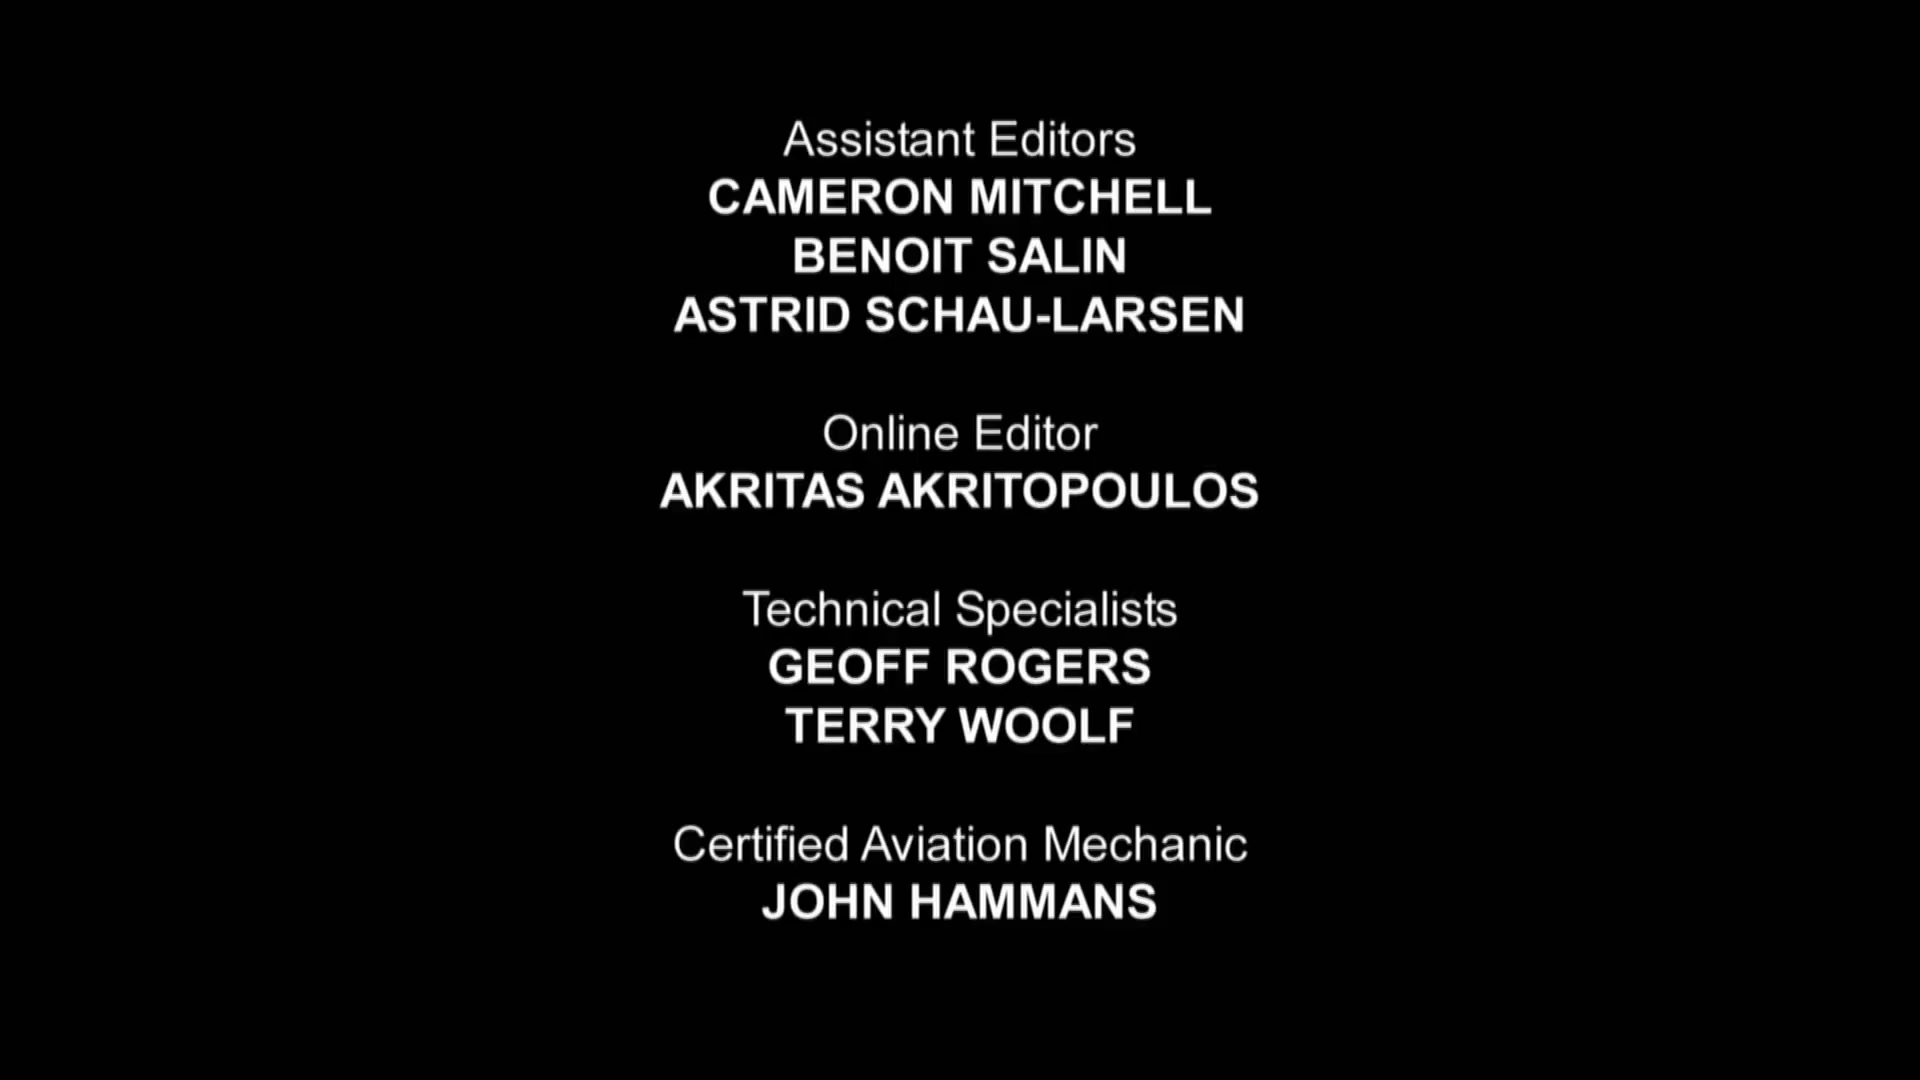 Assistant Editors
CAMERON MITCHELL
BENOIT SALIN
ASTRID SCHAU-LARSEN
Online Editor
AKRITAS AKRITOPOULOS
Technical Specialists
GEOFF ROGERS
TERRY WOOLF
Certified Aviation Mechanic
JOHN HAMMANS